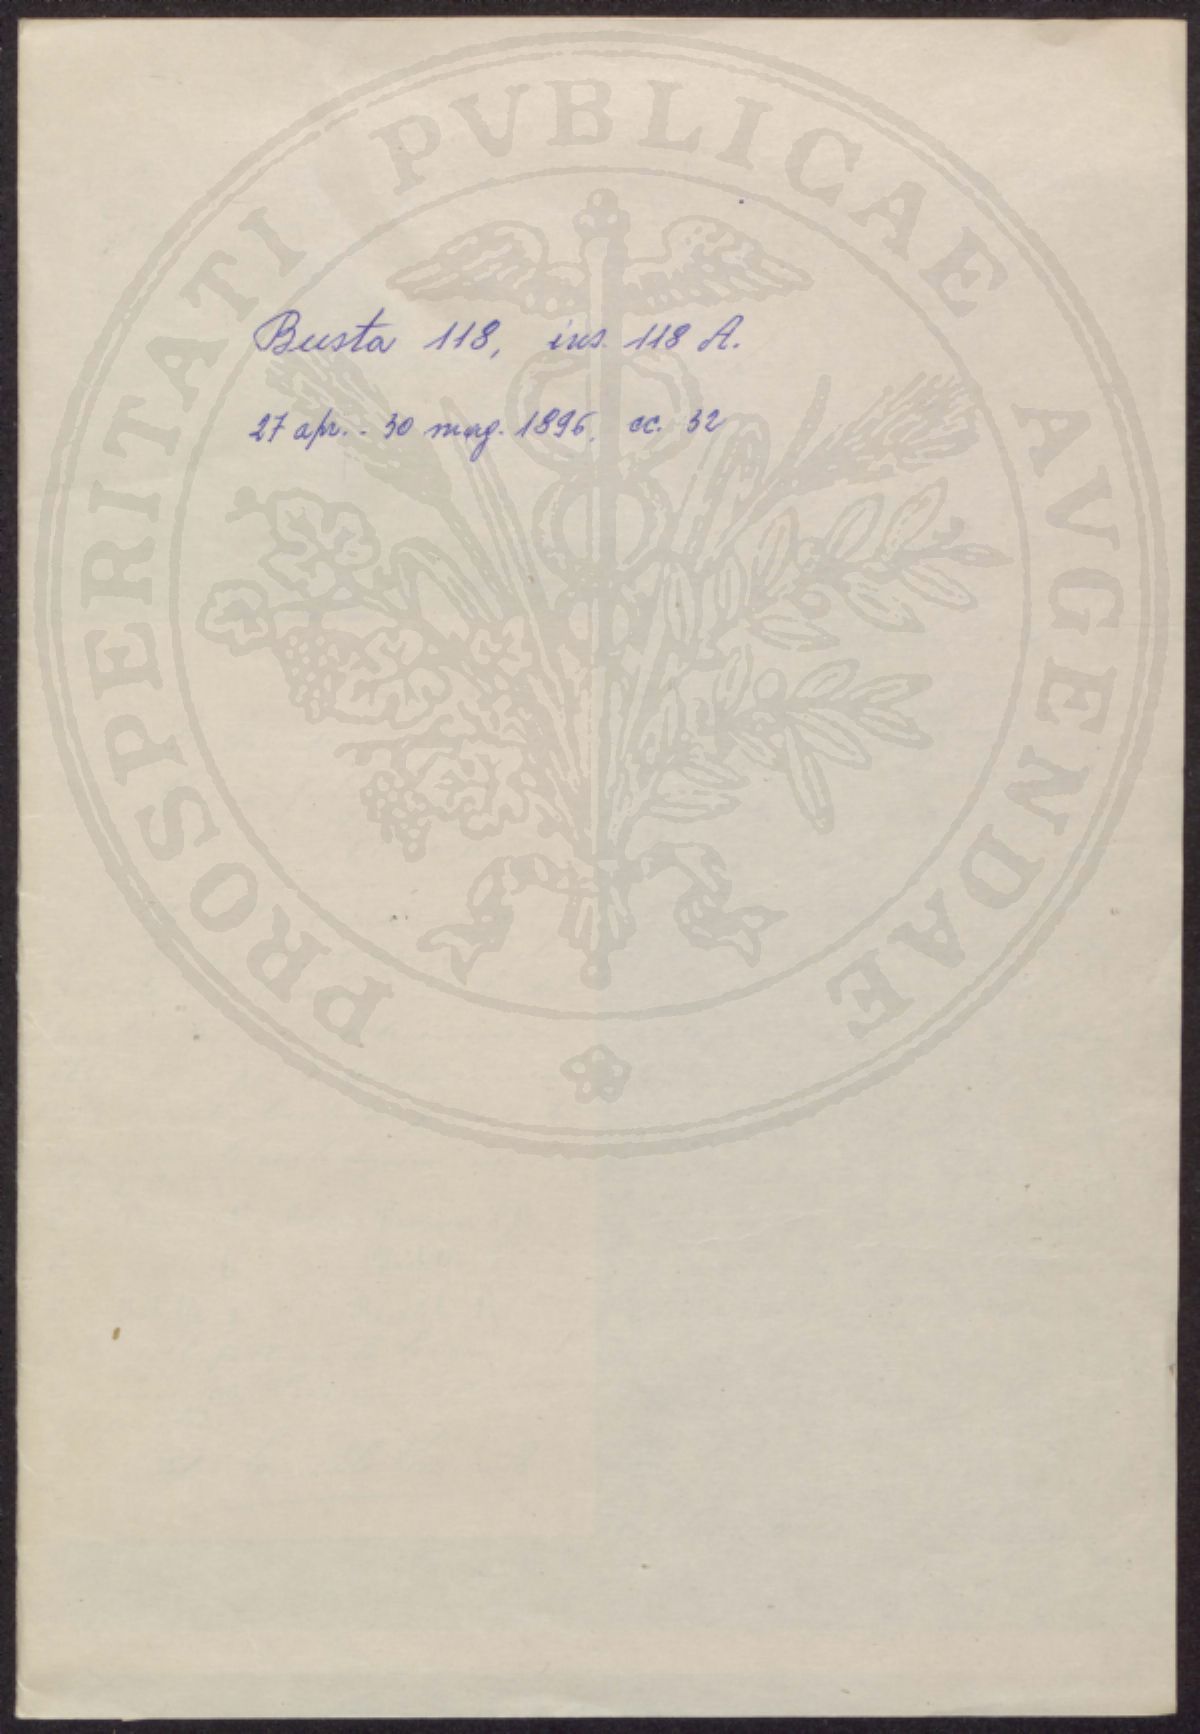 PROSPERITATI PVBLICAE AVGENDAE
Busta 118, ins. 118 A.
27 apr. - 30 mag. 1896, cc. 32